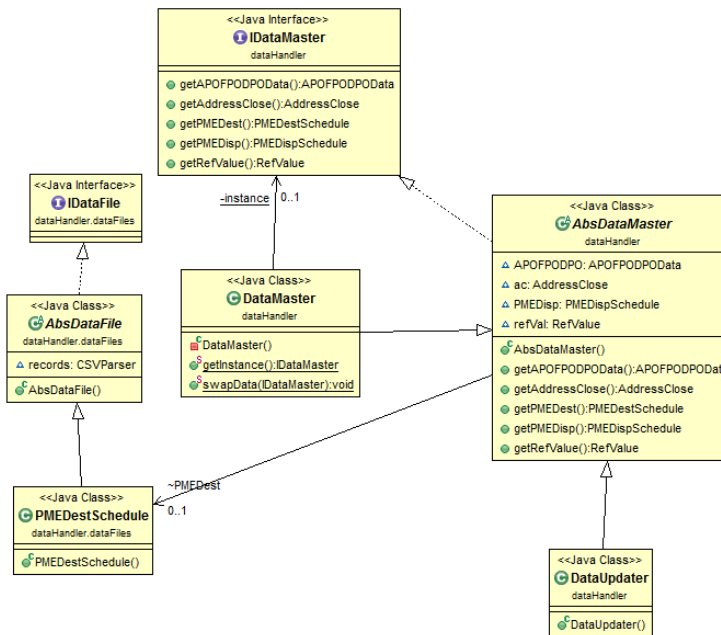 <<Java Interface>>
IDataMaster
dataHandler
getAPOFPODPOData():APOFPODPOData
getAddressClose():AddressClose
getPMEDest():PMEDestSchedule
getPMEDisp():PMEDispSchedule
getRefValue():RefValue
<<Java Interface>>
IDataFile
dataHandler.dataFiles
-instance 0..1
<<Java Class>>
AbsDataMaster
dataHandler
APOFPODPO: APOFPODPOData
ac: AddressClose
PMEDisp: PMEDispSchedule
refVal: RefValue
AbsDataMaster()
getAPOFPODPOData():APOFPODPODat
getAddressClose():AddressClose
getPMEDest():PMEDestSchedule
getPMEDisp():PMEDispSchedule
getRefValue():RefValue
<<Java Class>>
DataMaster
dataHandler
DataMaster()
getInstance():IDataMaster
swapData(IDataMaster):void
<<Java Class>>
AbsDataFile
dataHandler.dataFiles
records: CSVParser
AbsDataFile()
~PMEDest
0..1
<<Java Class>>
PMEDestSchedule
dataHandler.dataFiles
PMEDestSchedule()
<<Java Class>>
DataUpdater
dataHandler
DataUpdater()